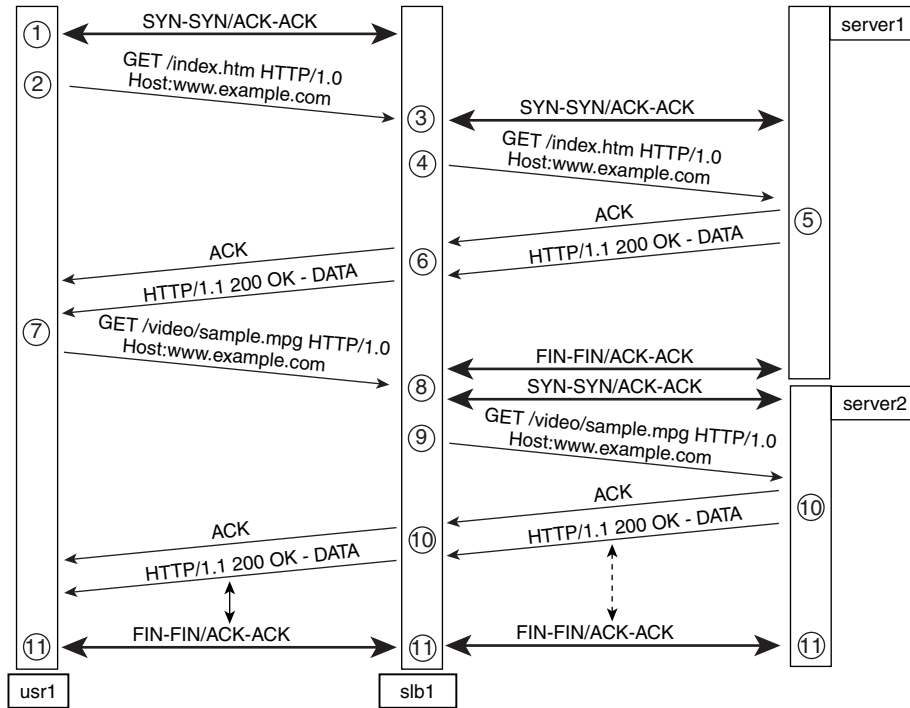 SYN-SYN/ACK-ACK
server1
1
GET /index.htm HTTP/1.0
Host:www.example.com
2
3
SYN-SYN/ACK-ACK
GET /index.htm HTTP/1.0
Host:www.example.com
4
ACK
5
HTTP/1.1 200 OK - DATA
ACK
6
HTTP/1.1 200 OK - DATA
7
GET /video/sample.mpg HTTP/1.0
Host:www.example.com
FIN-FIN/ACK-ACK
8
SYN-SYN/ACK-ACK
server2
GET /video/sample.mpg HTTP/1.0
Host:www.example.com
9
ACK
10
HTTP/1.1 200 OK - DATA
ACK
10
HTTP/1.1 200 OK - DATA
FIN-FIN/ACK-ACK
FIN-FIN/ACK-ACK
11
11
11
usr1
slb1